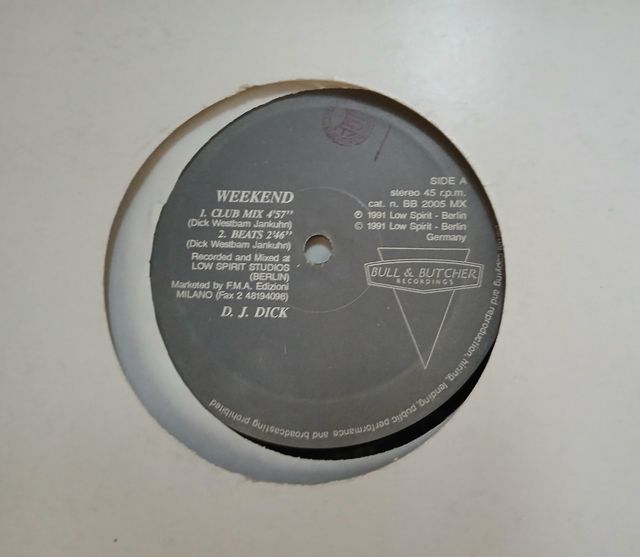 WEEKEND
1. CLUB MIX 4'57"
(Dick Westbam Jankuhn)
2. BEATS 2'46"
(Dick Westbam Jankuhn)
Recorded and Mixed at
LOW SPIRIT STUDIOS
(BERLIN)
Marketed by F.M.A. Edizioni
MILANO (Fax 2 48194096)
D. J. DICK
SIDE A
stereo 45 r.p.m.
cat. n. BB 2005 MX
℗ 1991 Low Spirit - Berlin
© 1991 Low Spirit - Berlin
Germany
BULL & BUTCHER
RECORDINGS
copying and reproduction, hiring, lending, public performance and broadcasting prohibited